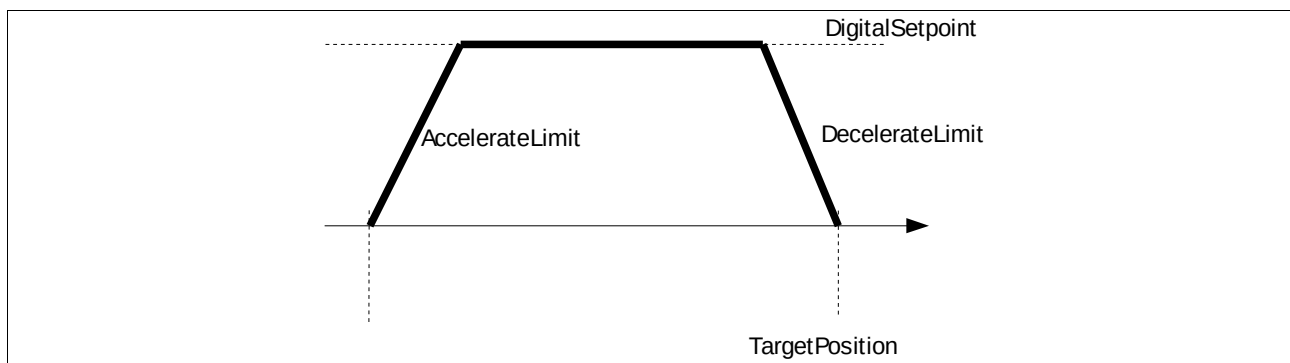 DigitalSetpoint
AccelerateLimit
DecelerateLimit
TargetPosition